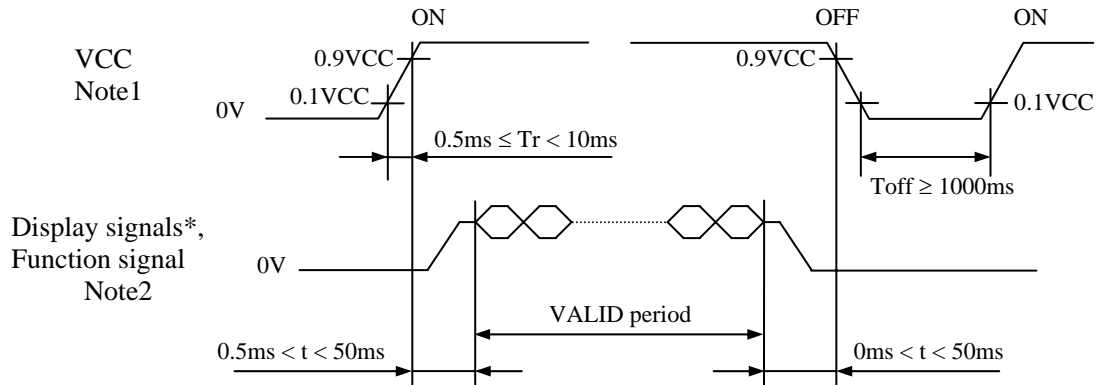 ON
OFF
ON
VCC
Note1
0.9VCC
0.9VCC
0.1VCC
0.1VCC
0V
0.5ms ≤ Tr < 10ms
Toff ≥ 1000ms
Display signals*,
Function signal
Note2
0V
VALID period
0.5ms < t < 50ms
0ms < t < 50ms